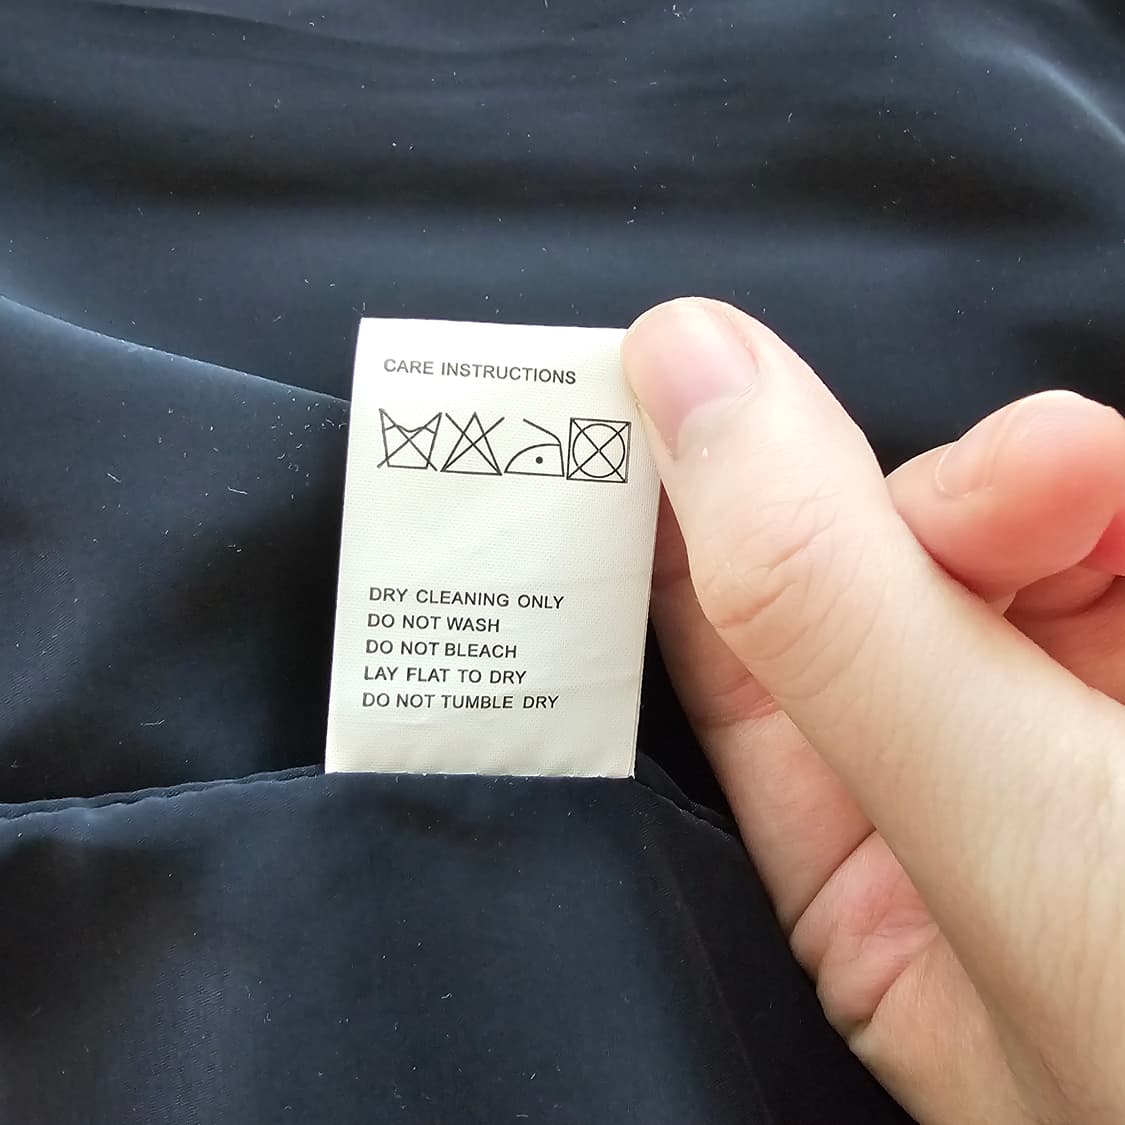 CARE INSTRUCTIONS
DRY CLEANING ONLY
DO NOT WASH
DO NOT BLEACH
LAY FLAT TO DRY
DO NOT TUMBLE DRY